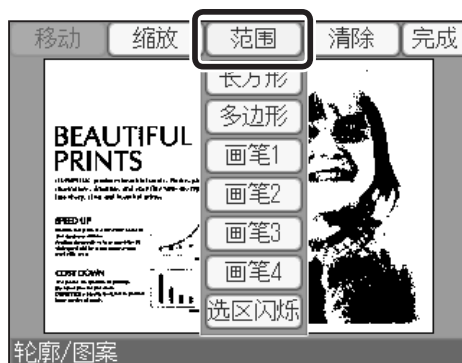 移动 缩放 范围 清除 完成
长方形
多边形
画笔1
画笔2
画笔3
画笔4
选区闪烁
BEAUTIFUL
PRINTS
SPEED UP
COST DOWN
轮廓/图案